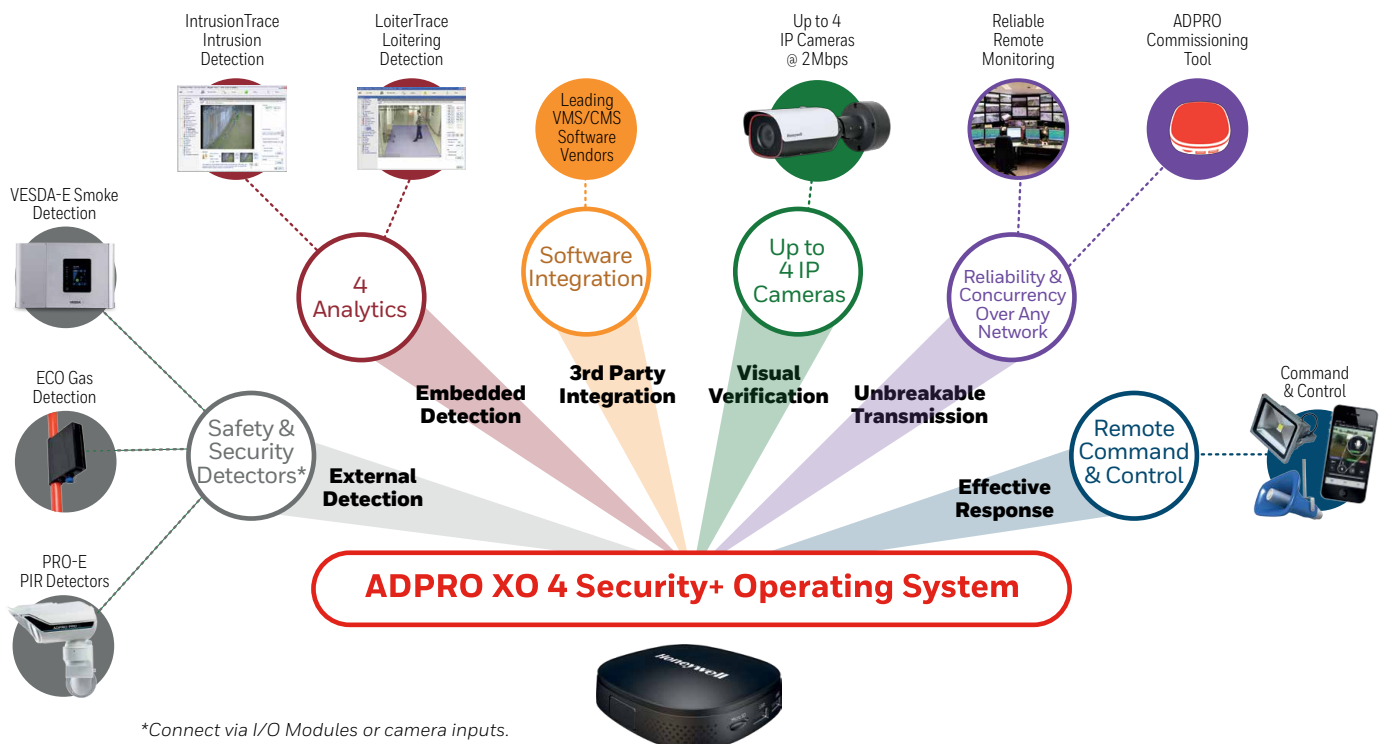 IntrusionTrace
Intrusion
Detection
LoiterTrace
Loitering
Detection
Up to 4
IP Cameras
@ 2Mbps
Reliable
Remote
Monitoring
ADPRO
Commissioning
Tool
Leading
VMS/CMS
Software
Vendors
Honeywell
VESDA-E Smoke
Detection
VESDA
4
Analytics
Software
Integration
Up to
4 IP
Cameras
Reliability &
Concurrency
Over Any
Network
ECO Gas
Detection
Safety &
Security
Detectors*
External
Detection
Embedded
Detection
3rd Party
Integration
Visual
Verification
Unbreakable
Transmission
Effective
Response
Remote
Command
& Control
Command
& Control
PRO-E
PIR Detectors
ADPRO PRO
ADPRO XO 4 Security+ Operating System
Honeywell
*Connect via I/O Modules or camera inputs.